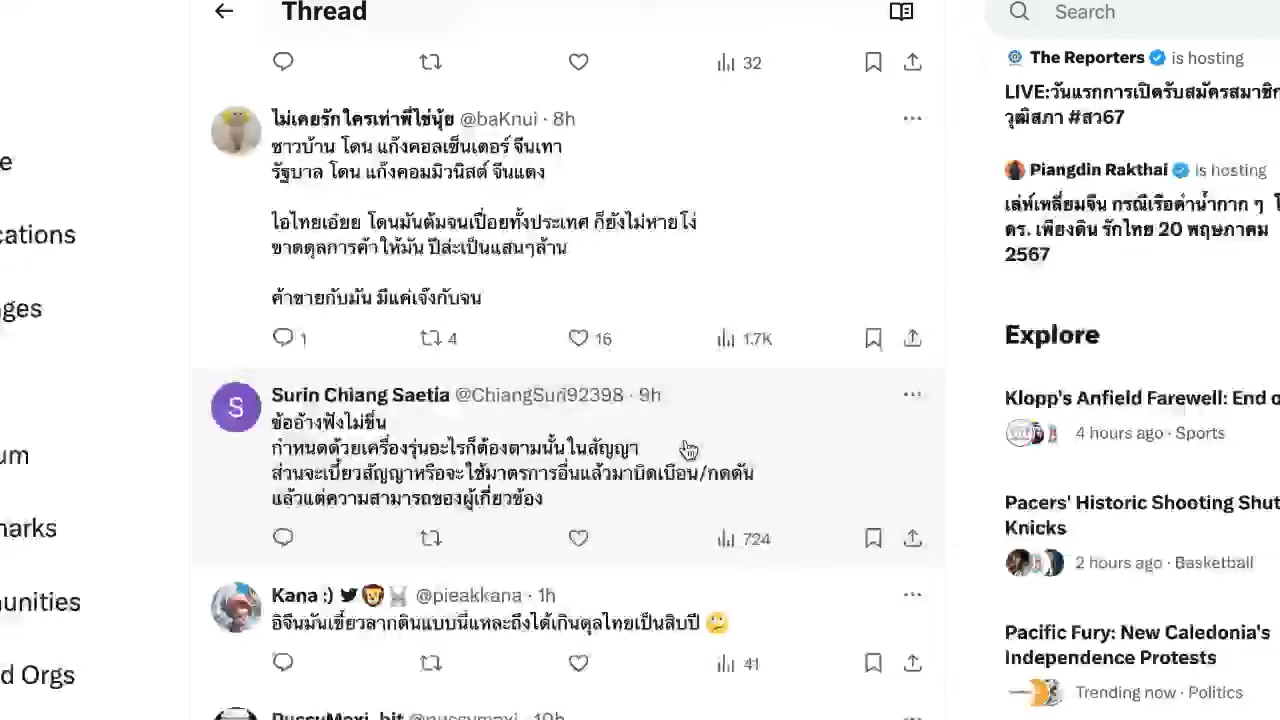 Thread
Search
32
The Reporters is hosting
LIVE:วันแรกการเปิดรับสมัครสมาชิก
วุฒิสภา #สว67
ไม่เคยรักใครเท่าพี่ไข่นุ้ย @baKnui · 8h
ชาวบ้าน โดน แก๊งคอลเซ็นเตอร์ จีนเทา
รัฐบาล โดน แก๊งคอมมิวนิสต์ จีนแดง
ไอไทยเอ๋ยย โดนมันต้มจนเปื่อยทั้งประเทศ ก็ยังไม่หายโง่
ขาดดุลการค้าให้มัน ปีล่ะเป็นแสนๆล้าน
ค้าขายกับมัน มีแค่เจ๊งกับจน
1
4
16
1.7K
Piangdin Rakthai is hosting
เล่ห์เหลี่ยมจีน กรณีเรือดำน้ำกาก ๆ
ดร. เพียงดิน รักไทย 20 พฤษภาคม
2567
Surin Chiang Saetia @ChiangSuri92398 · 9h
ข้ออ้างฟังไม่ขึ้น
กำหนดด้วยเครื่องรุ่นอะไรก็ต้องตามนั้นในสัญญา
ส่วนจะเบี้ยวสัญญาหรือจะใช้มาตรการอื่นแล้วมาบิดเบือน/กดดัน
แล้วแต่ความสามารถของผู้เกี่ยวข้อง
724
Kana :) @pieakkana · 1h
อิจีนมันเขี้ยวลากดินแบบนี้แหละถึงได้เกินดุลไทยเป็นสิบปี
41
PussyMaxi_bit @pussymaxi · 10h
Explore
Klopp's Anfield Farewell: End o
4 hours ago · Sports
Pacers' Historic Shooting Shut
Knicks
2 hours ago · Basketball
Pacific Fury: New Caledonia's
Independence Protests
Trending now · Politics
e
cations
ges
um
narks
unities
d Orgs
S